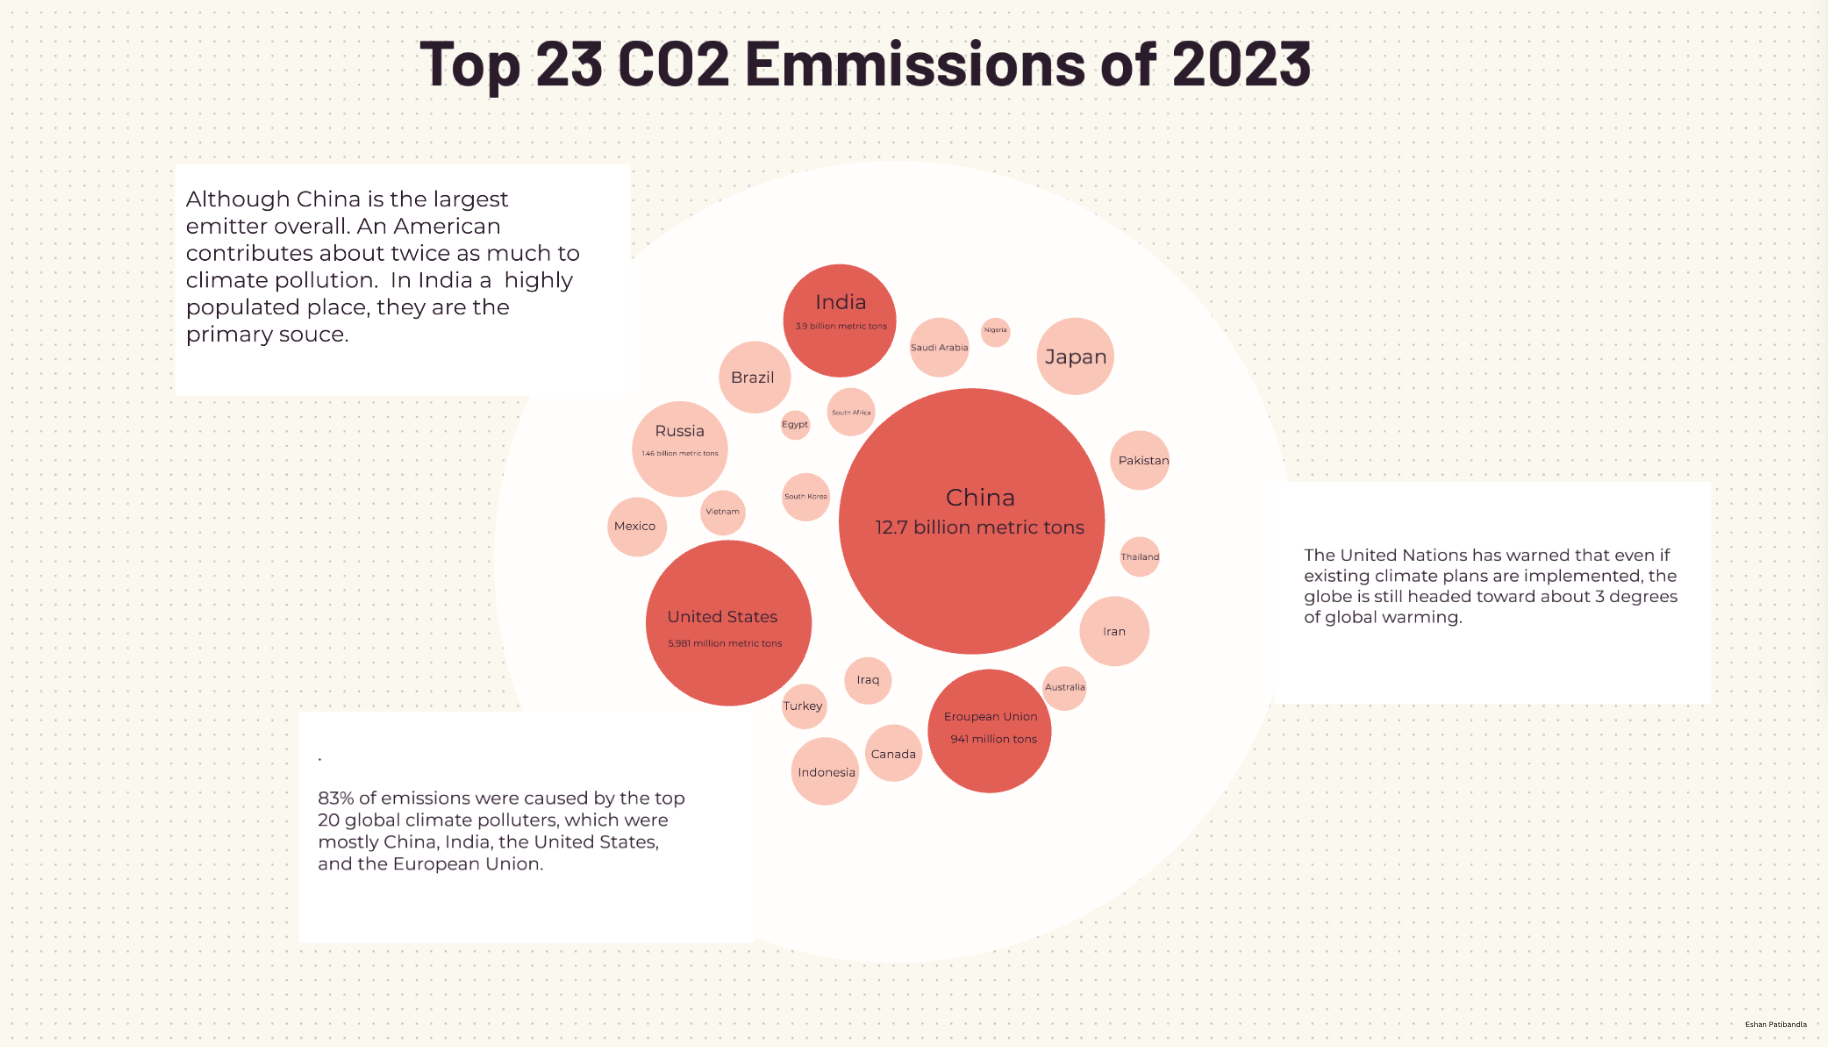 Top 23 CO2 Emmissions of 2023
Although China is the largest
emitter overall. An American
contributes about twice as much to
climate pollution.  In India a  highly
populated place, they are the
primary souce.
India
3.9 billion metric tons
Saudi Arabia
Nigeria
Japan
Brazil
Egypt
South Africa
Russia
1.46 billion metric tons
Pakistan
China
12.7 billion metric tons
South Korea
Vietnam
Mexico
Thailand
United States
5,981 million metric tons
Iran
Iraq
Australia
Turkey
Eroupean Union
941 million tons
Canada
Indonesia
The United Nations has warned that even if
existing climate plans are implemented, the
globe is still headed toward about 3 degrees
of global warming.
.
83% of emissions were caused by the top
20 global climate polluters, which were
mostly China, India, the United States,
and the European Union.
Eshan Patibandla